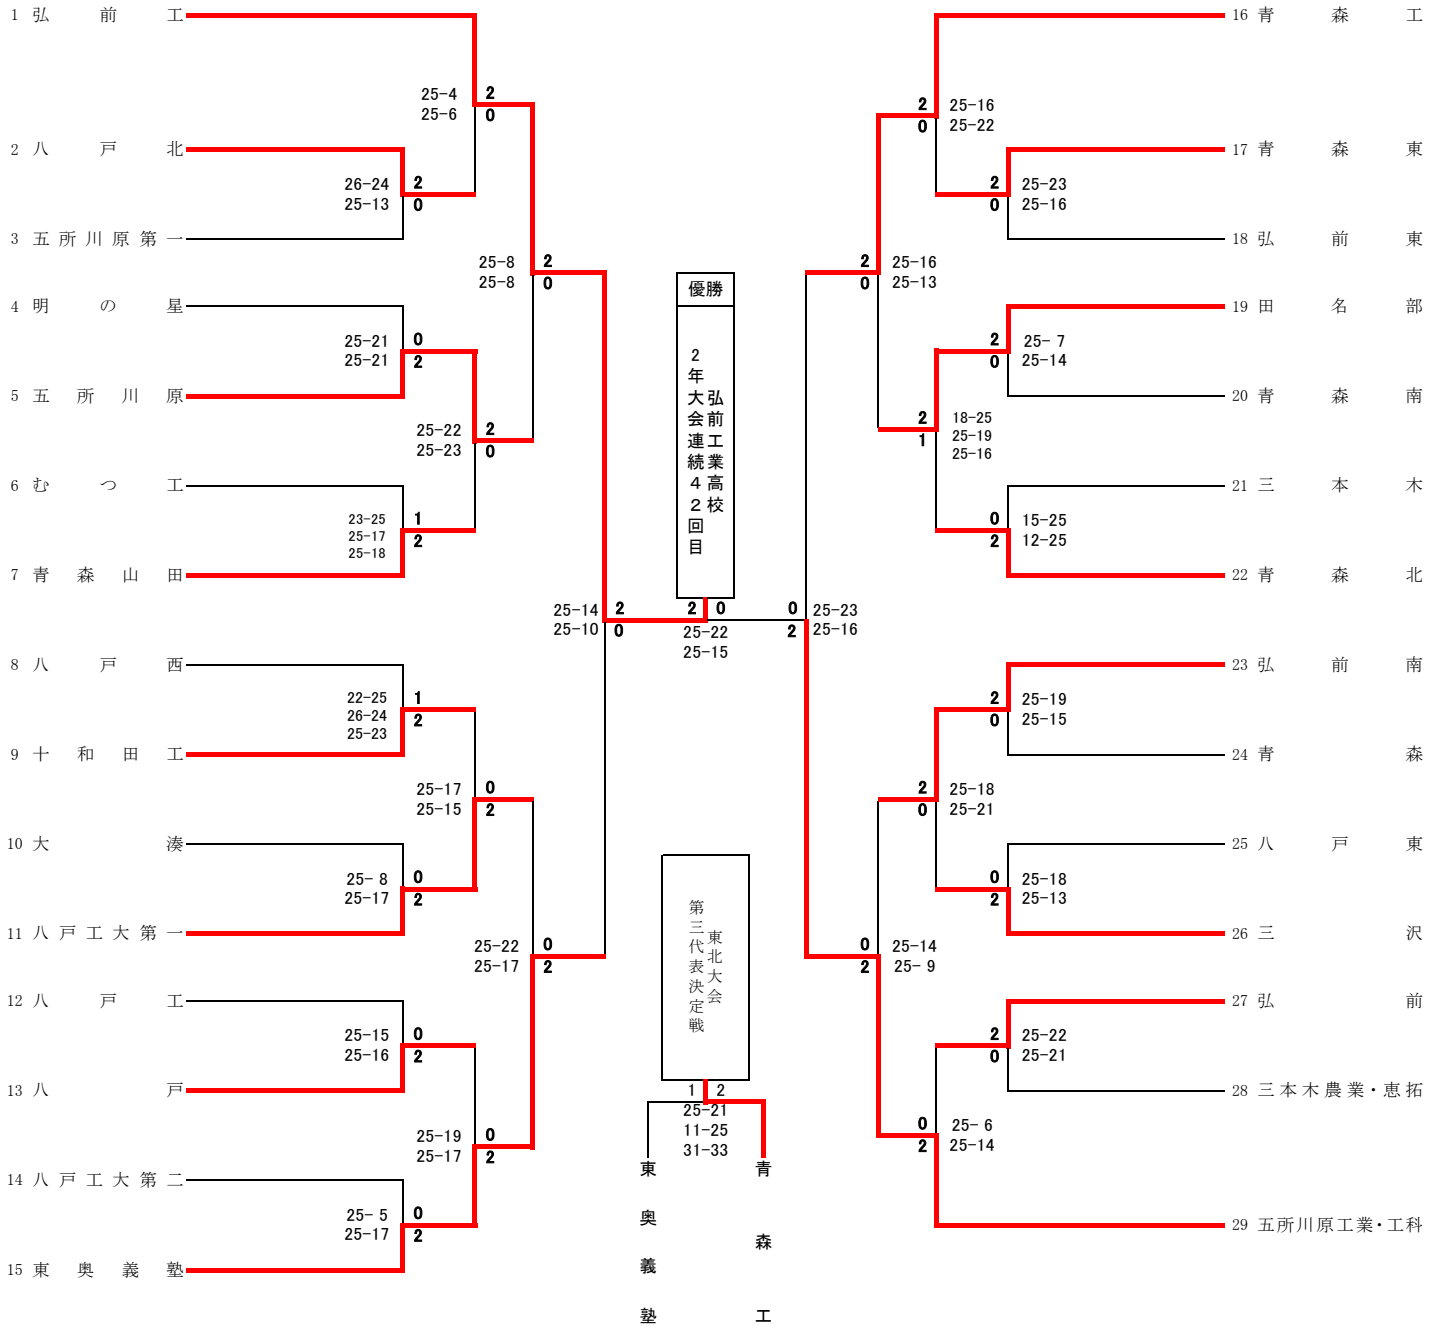 1 弘前工
25-4 2
25-6 0
2 八戸北
26-24 2
25-13 0
3 五所川原第一
25-8 2
25-8 0
4 明の星
25-21 0
25-21 2
5 五所川原
25-22 2
25-23 0
6 むつ工
23-25 1
25-17
25-18 2
7 青森山田
25-14 2
25-10 0
8 八戸西
22-25 1
26-24 2
25-23
9 十和田工
25-17 0
25-15 2
10 大湊
25- 8 0
25-17 2
11 八戸工大第一
25-22 0
25-17 2
12 八戸工
25-15 0
25-16 2
13 八戸
25-19 0
25-17 2
14 八戸工大第二
25- 5 0
25-17 2
15 東奥義塾
優勝
弘前工業高校
2年大会連続42回目
2 0
25-22
25-15
東北大会
第三代表決定戦
1 2
25-21
11-25
31-33
東奥義塾
青森工
16 青森工
2 25-16
0 25-22
17 青森東
2 25-23
0 25-16
18 弘前東
2 25-16
0 25-13
19 田名部
2 25- 7
0 25-14
20 青森南
2 18-25
1 25-19
25-16
21 三本木
0 15-25
2 12-25
22 青森北
0 25-23
2 25-16
23 弘前南
2 25-19
0 25-15
24 青森
2 25-18
0 25-21
25 八戸東
0 25-18
2 25-13
26 三沢
0 25-14
2 25- 9
27 弘前
2 25-22
0 25-21
28 三本木農業・恵拓
0 25- 6
2 25-14
29 五所川原工業・工科